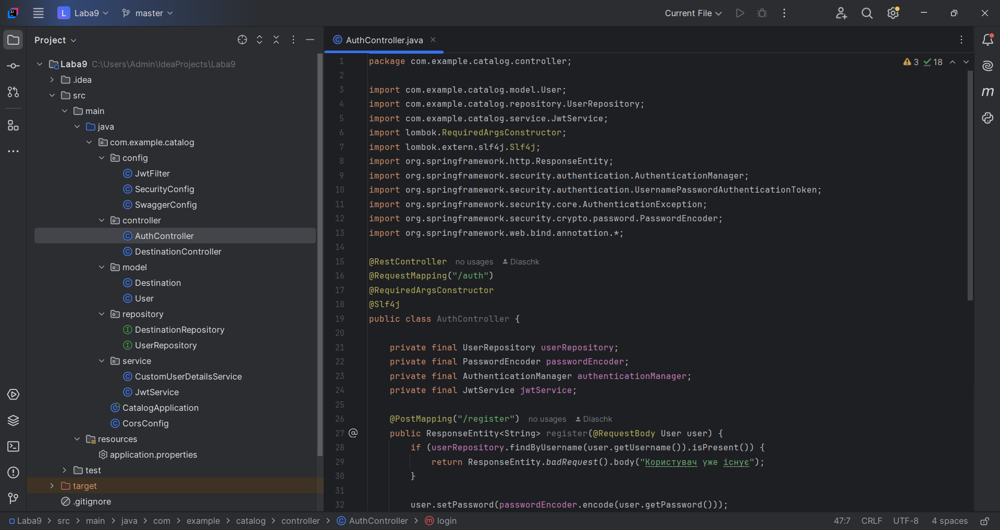 L Laba9 master Current File
Project
AuthController.java
Laba9 C:\Users\Admin\IdeaProjects\Laba9
.idea
src
main
java
com.example.catalog
config
JwtFilter
SecurityConfig
SwaggerConfig
controller
AuthController
DestinationController
model
Destination
User
repository
DestinationRepository
UserRepository
service
CustomUserDetailsService
JwtService
CatalogApplication
CorsConfig
resources
application.properties
test
target
.gitignore
3 18
1 package com.example.catalog.controller;
2
3 import com.example.catalog.model.User;
4 import com.example.catalog.repository.UserRepository;
5 import com.example.catalog.service.JwtService;
6 import lombok.RequiredArgsConstructor;
7 import lombok.extern.slf4j.Slf4j;
8 import org.springframework.http.ResponseEntity;
9 import org.springframework.security.authentication.AuthenticationManager;
10 import org.springframework.security.authentication.UsernamePasswordAuthenticationToken;
11 import org.springframework.security.core.AuthenticationException;
12 import org.springframework.security.crypto.password.PasswordEncoder;
13 import org.springframework.web.bind.annotation.*;
14
15 @RestController no usages Diaschk
16 @RequestMapping("/auth")
17 @RequiredArgsConstructor
18 @Slf4j
19 public class AuthController {
20
21 private final UserRepository userRepository;
22 private final PasswordEncoder passwordEncoder;
23 private final AuthenticationManager authenticationManager;
24 private final JwtService jwtService;
25
26 @PostMapping("/register") no usages Diaschk
27 public ResponseEntity<String> register(@RequestBody User user) {
28 if (userRepository.findByUsername(user.getUsername()).isPresent()) {
29 return ResponseEntity.badRequest().body("Користувач уже існує");
30 }
31
32 user.setPassword(passwordEncoder.encode(user.getPassword()));
Laba9 > src > main > java > com > example > catalog > controller > AuthController > login 47:7 CRLF UTF-8 4 spaces